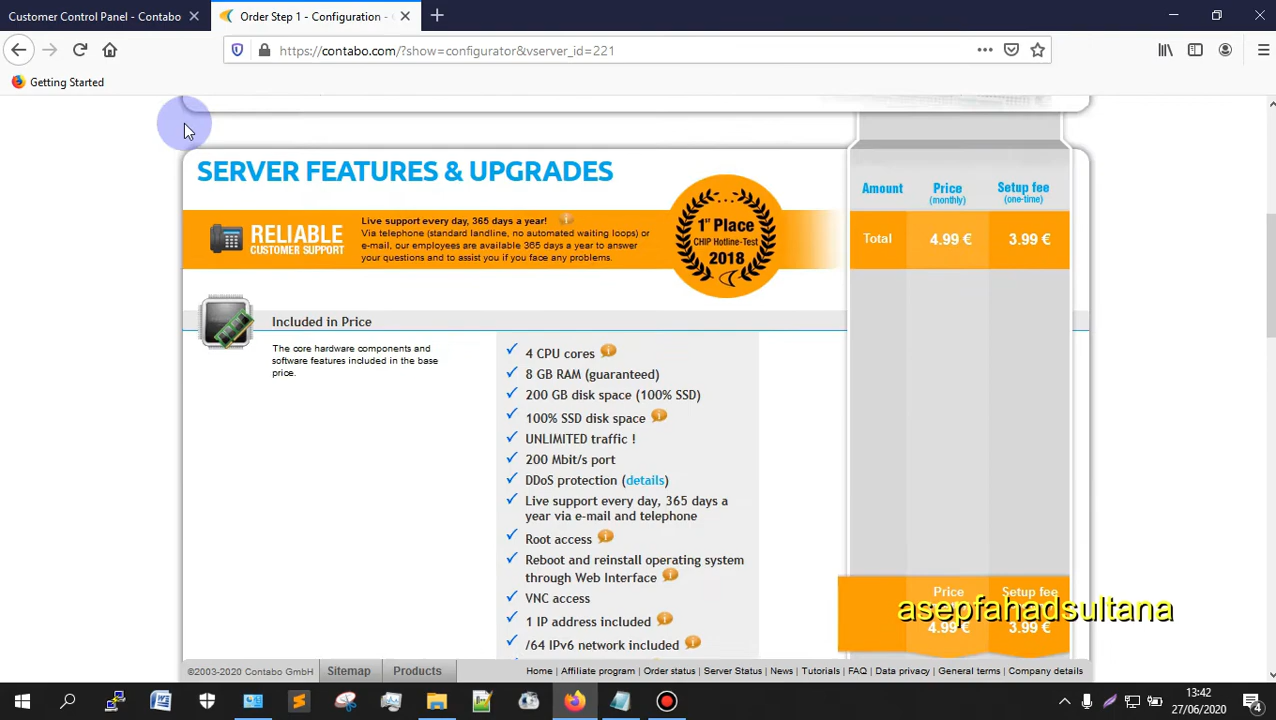 Customer Control Panel - Contabo
Order Step 1 - Configuration -
https://contabo.com/?show=configurator&vserver_id=221
Getting Started
SERVER FEATURES & UPGRADES
RELIABLE
CUSTOMER SUPPORT
Live support every day, 365 days a year!
Via telephone (standard landline, no automated waiting loops) or
e-mail, our employees are available 365 days a year to answer
your questions and to assist you if you face any problems.
1st Place
CHIP Hotline-Test
2018
Amount
Price
(monthly)
Setup fee
(one-time)
Total
4.99 €
3.99 €
Included in Price
The core hardware components and
software features included in the base
price.
4 CPU cores
8 GB RAM (guaranteed)
200 GB disk space (100% SSD)
100% SSD disk space
UNLIMITED traffic !
200 Mbit/s port
DDoS protection (details)
Live support every day, 365 days a
year via e-mail and telephone
Root access
Reboot and reinstall operating system
through Web Interface
VNC access
1 IP address included
/64 IPv6 network included
Price
Setup fee
asepfahadsultana
4.99 €
3.99 €
©2003-2020 Contabo GmbH
Sitemap
Products
Home | Affiliate program | Order status | Server Status | News | Tutorials | FAQ | Data privacy | General terms | Company details
13:42
27/06/2020
4